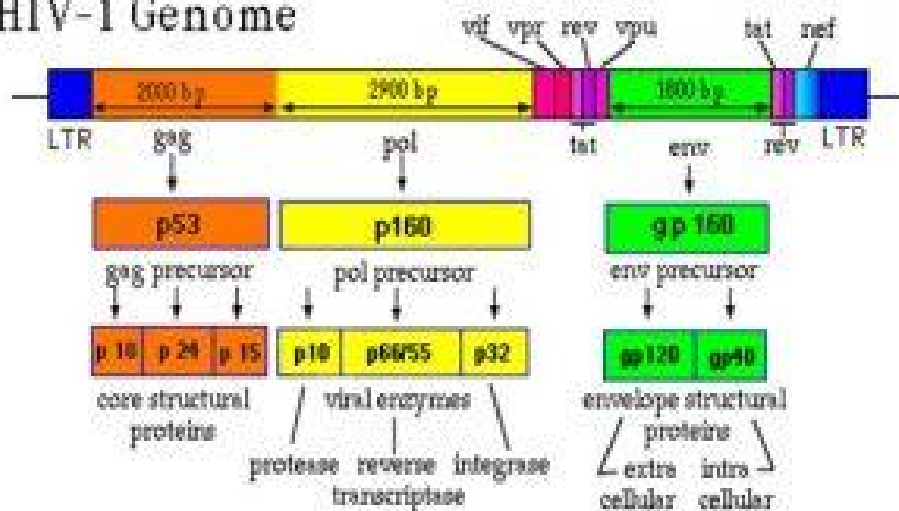 HIV-1 Genome
vif vpr rev vpu tat nef
2000 bp 2900 bp 1800 bp
LTR gag pol tat env rev LTR
p53 p160 gp 160
gag precursor pol precursor env precursor
p 24 p 15 p10 p66/55 p32 gp120
core structural viral enzymes envelope structural
proteins proteins
protease reverse integrase extra intra
transcriptase cellular cellular